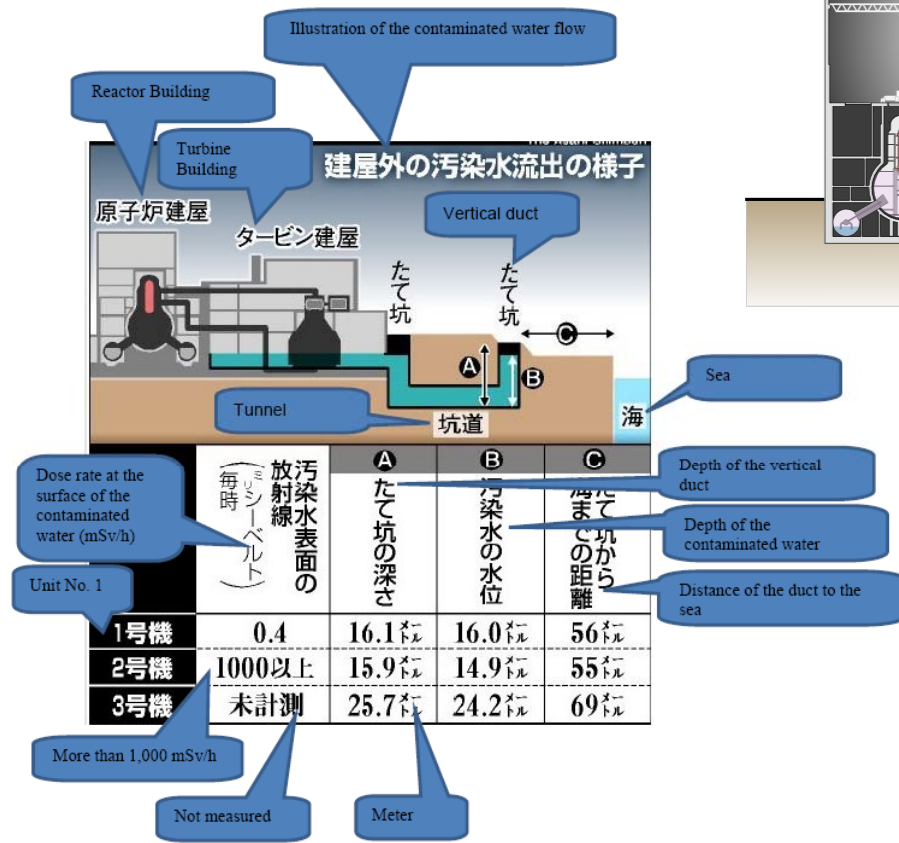 Illustration of the contaminated water flow
Reactor Building
Turbine
Building
The Asahi Shimbun
建屋外の汚染水流出の様子
原子炉建屋
タービン建屋
Vertical duct
たて坑
たて坑
C
A
B
Sea
Tunnel
坑道
海
Dose rate at the
surface of the
contaminated
water (mSv/h)
汚染水表面の
放射線
(ミリシーベルト
毎時)
A
たて坑の深さ
B
汚染水の水位
C
たて坑から
海までの距離
Depth of the vertical
duct
Depth of the
contaminated water
Distance of the duct to the
sea
Unit No. 1
1号機 0.4 16.1メートル 16.0メートル 56メートル
2号機 1000以上 15.9メートル 14.9メートル 55メートル
3号機 未計測 25.7メートル 24.2メートル 69メートル
More than 1,000 mSv/h
Not measured
Meter